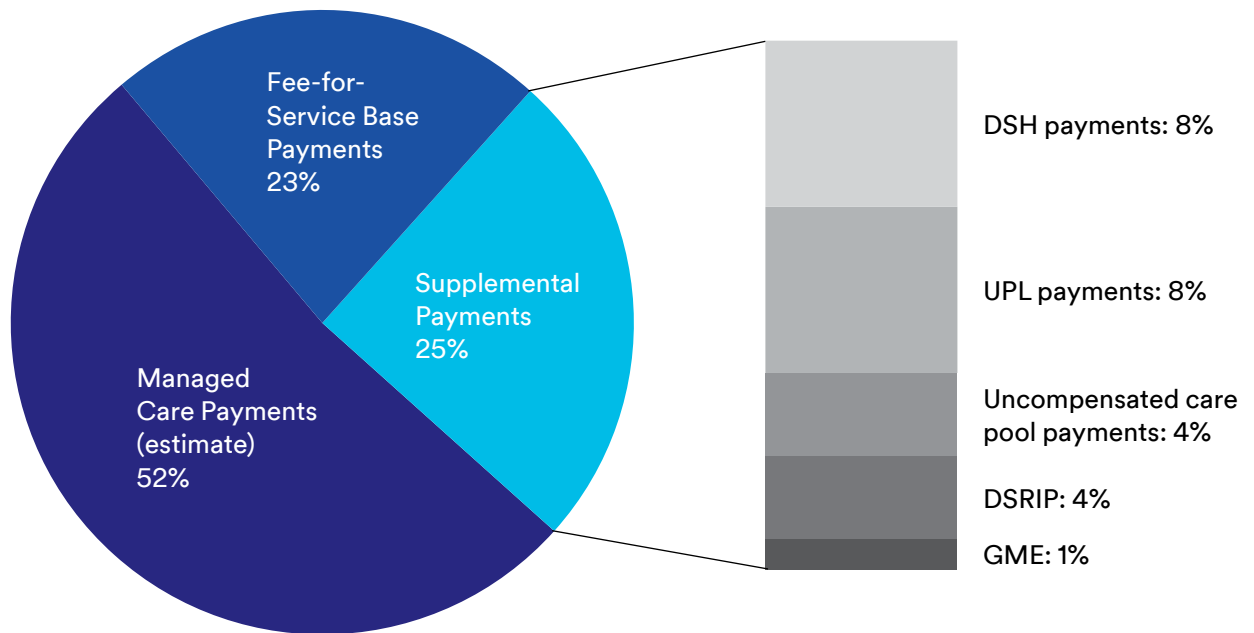 Fee-for-
Service Base
Payments
23%
Supplemental
Payments
25%
Managed
Care Payments
(estimate)
52%
DSH payments: 8%
UPL payments: 8%
Uncompensated care
pool payments: 4%
DSRIP: 4%
GME: 1%